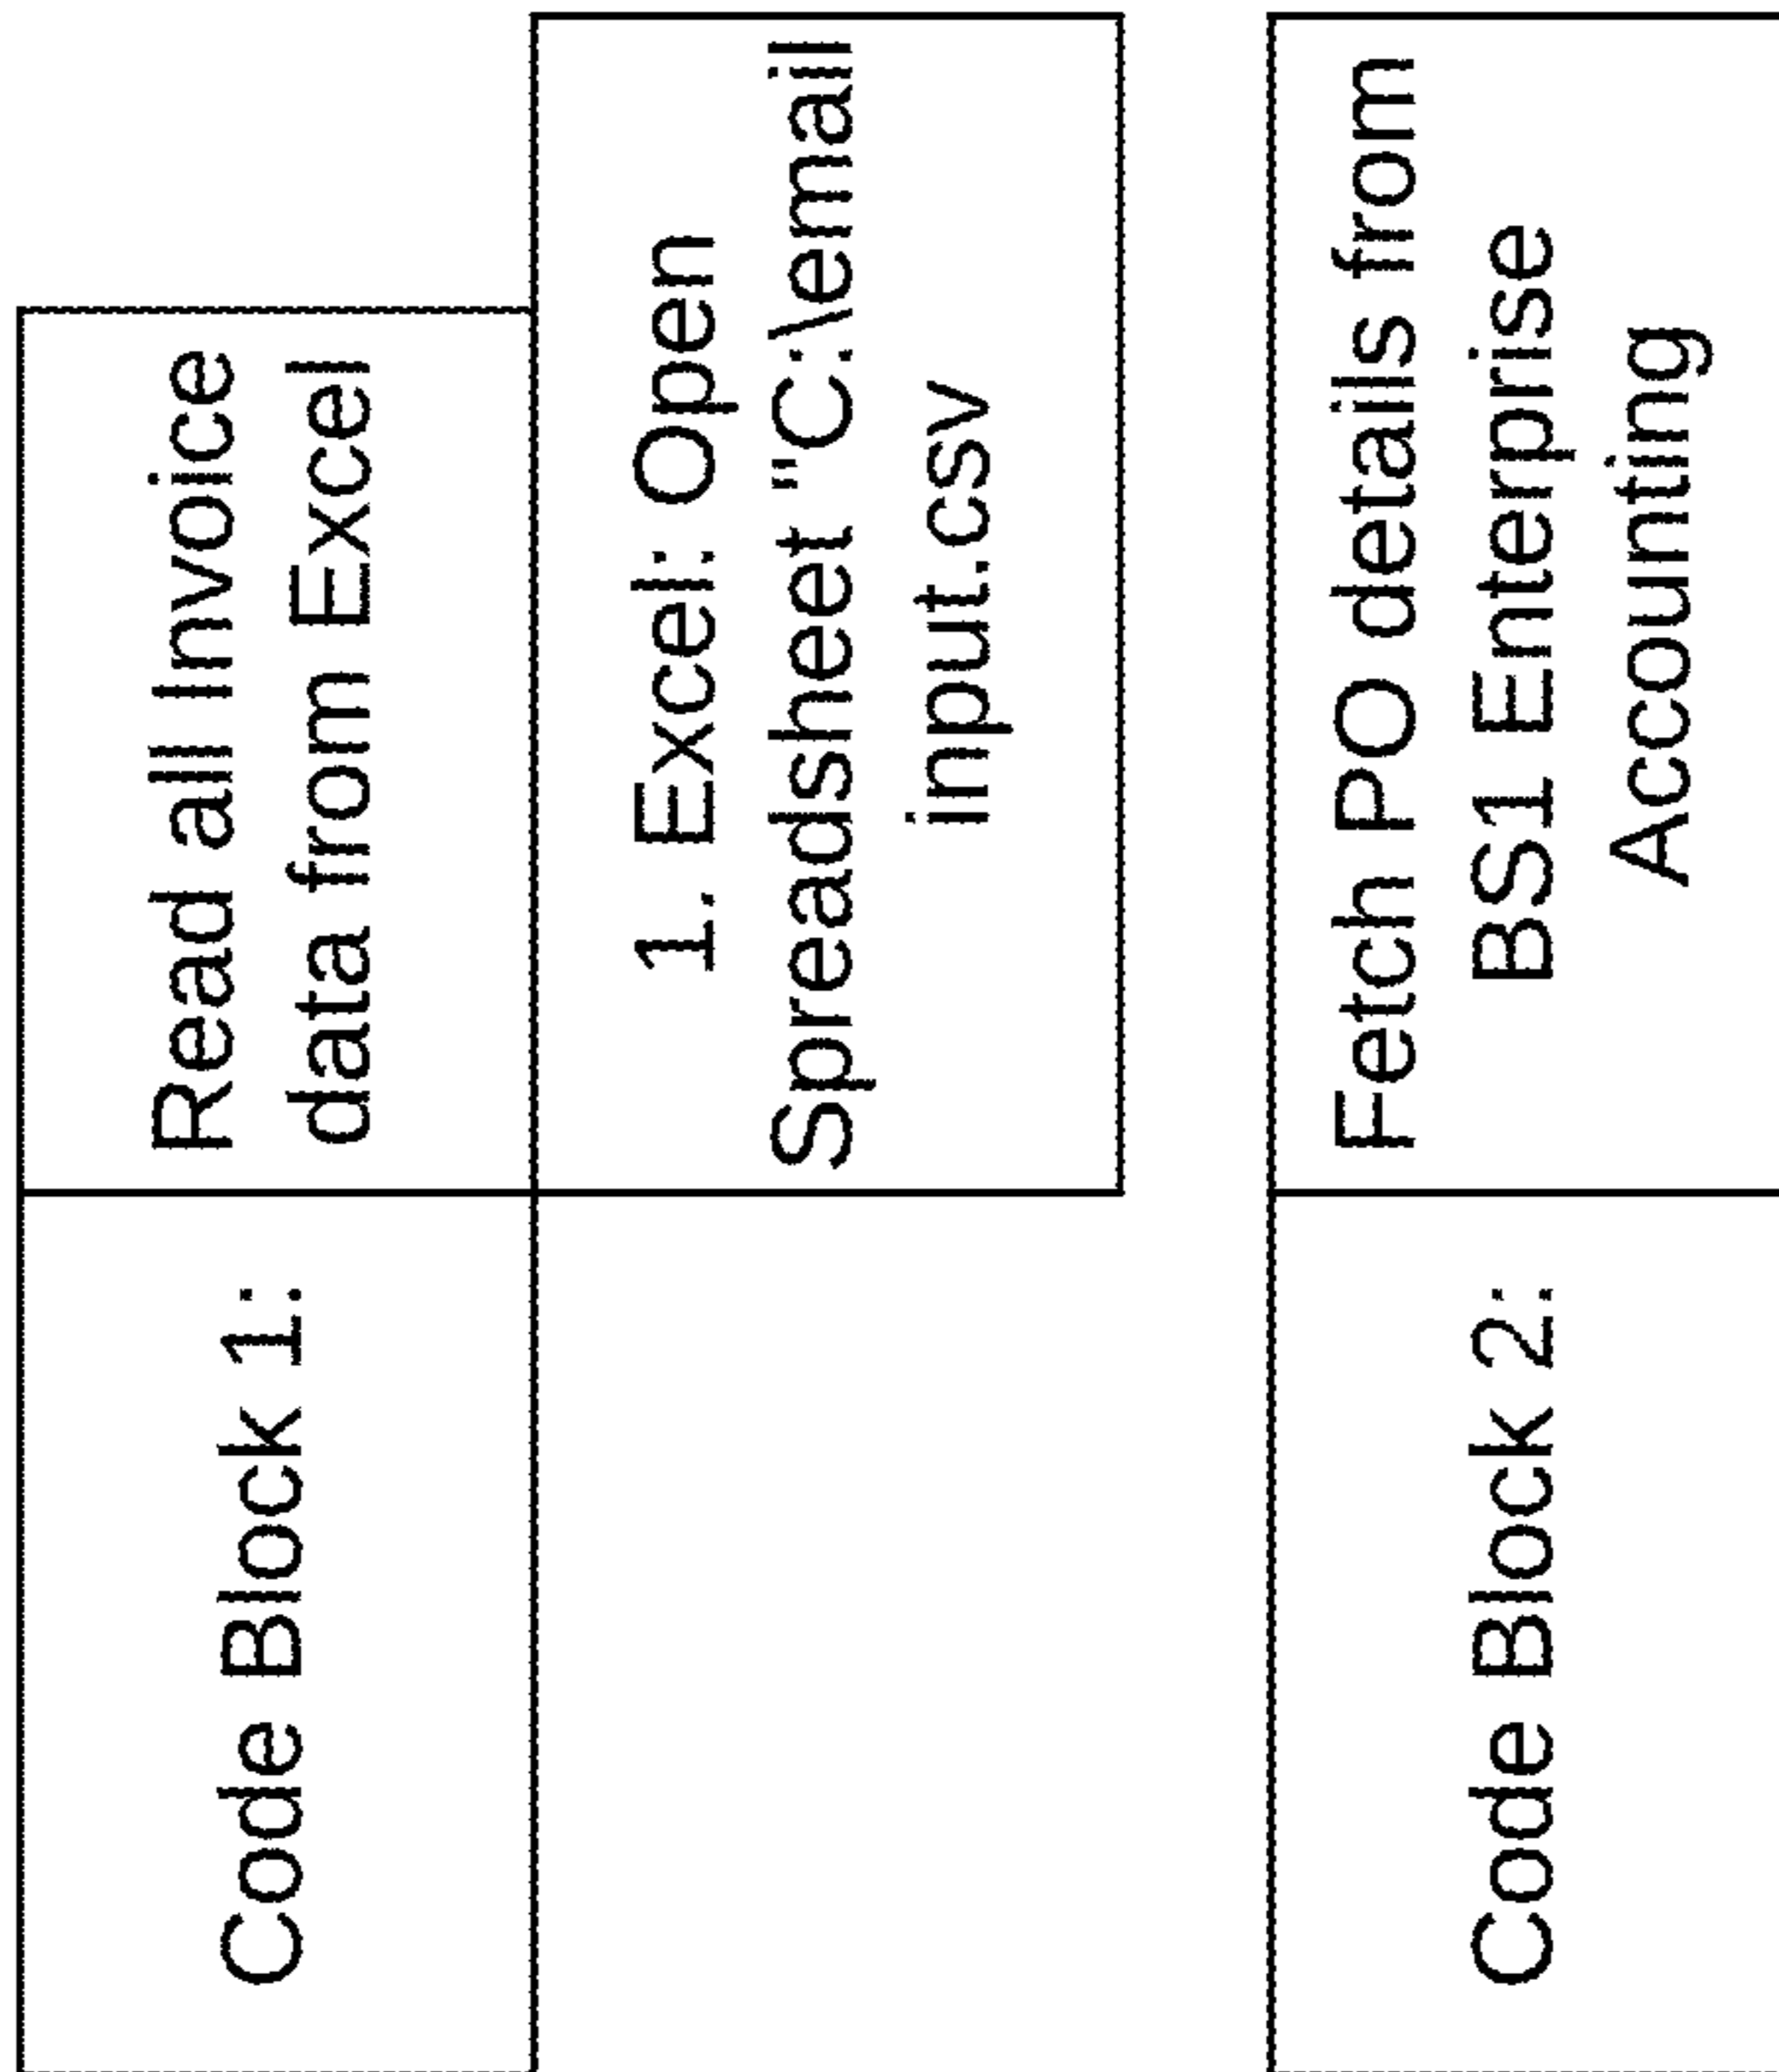 Code Block 1:
Read all Invoice
data from Excel
1. Excel: Open
Spreadsheet "C:\email
input.csv
Code Block 2:
Fetch PO details from
BS1 Enterprise
Accounting